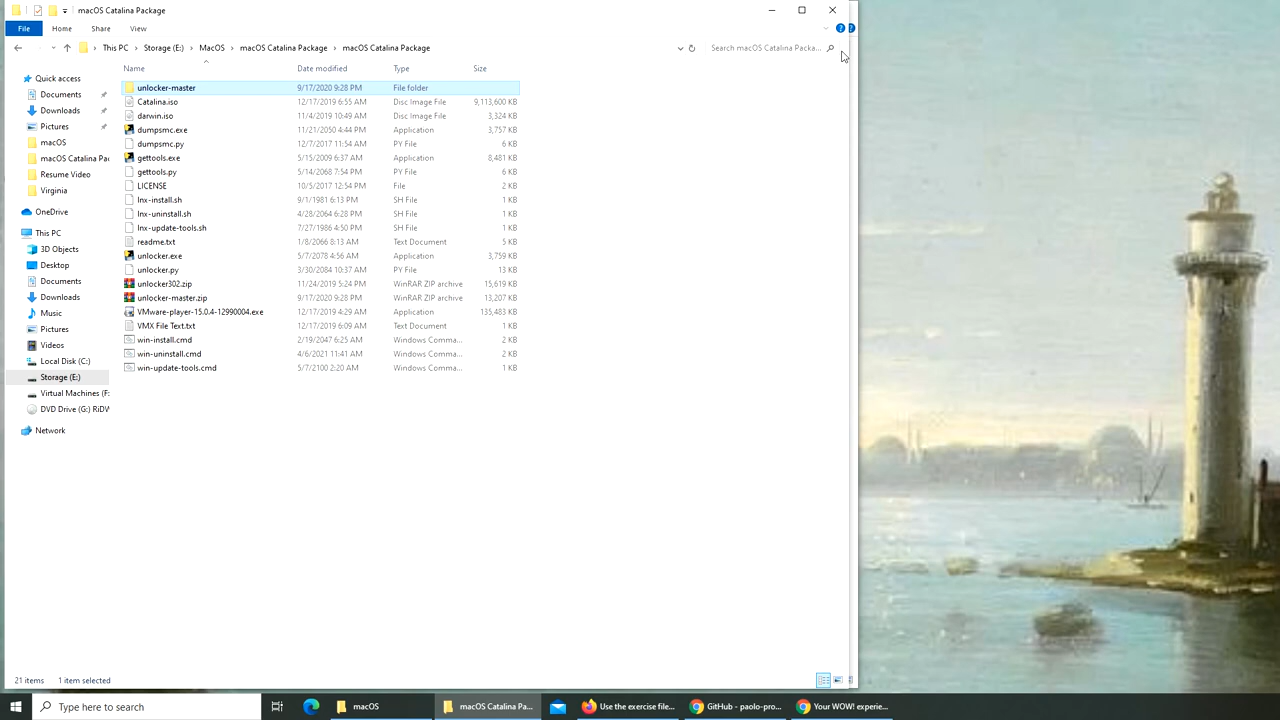 macOS Catalina Package
File Home Share View
This PC Storage (E:) MacOS macOS Catalina Package macOS Catalina Package
Search macOS Catalina Packa...
Name Date modified Type Size
Quick access
Documents
Downloads
Pictures
macOS
macOS Catalina Pac
Resume Video
Virginia
OneDrive
This PC
3D Objects
Desktop
Documents
Downloads
Music
Pictures
Videos
Local Disk (C:)
Storage (E:)
Virtual Machines (F:
DVD Drive (G:) RiDW
Network
unlocker-master 9/17/2020 9:28 PM File folder
Catalina.iso 12/17/2019 6:55 AM Disc Image File 9,113,600 KB
darwin.iso 11/4/2019 10:49 AM Disc Image File 3,324 KB
dumpsmc.exe 11/21/2050 4:44 PM Application 3,757 KB
dumpsmc.py 12/7/2017 11:54 AM PY File 6 KB
gettools.exe 5/15/2009 6:37 AM Application 8,481 KB
gettools.py 5/14/2068 7:54 PM PY File 6 KB
LICENSE 10/5/2017 12:54 PM File 2 KB
lnx-install.sh 9/1/1981 6:13 PM SH File 1 KB
lnx-uninstall.sh 4/28/2064 6:28 PM SH File 1 KB
lnx-update-tools.sh 7/27/1986 4:50 PM SH File 1 KB
readme.txt 1/8/2066 8:13 AM Text Document 5 KB
unlocker.exe 5/7/2078 4:56 AM Application 3,759 KB
unlocker.py 3/30/2084 10:37 AM PY File 13 KB
unlocker302.zip 11/24/2019 5:24 PM WinRAR ZIP archive 15,619 KB
unlocker-master.zip 9/17/2020 9:28 PM WinRAR ZIP archive 13,207 KB
VMware-player-15.0.4-12990004.exe 12/17/2019 4:29 AM Application 135,483 KB
VMX File Text.txt 12/17/2019 6:09 AM Text Document 1 KB
win-install.cmd 2/19/2047 6:25 AM Windows Comma... 2 KB
win-uninstall.cmd 4/6/2021 11:41 AM Windows Comma... 2 KB
win-update-tools.cmd 5/7/2100 2:20 AM Windows Comma... 1 KB
21 items 1 item selected
Type here to search
macOS
macOS Catalina Pa...
Use the exercise file...
GitHub - paolo-pro...
Your WOW! experie...